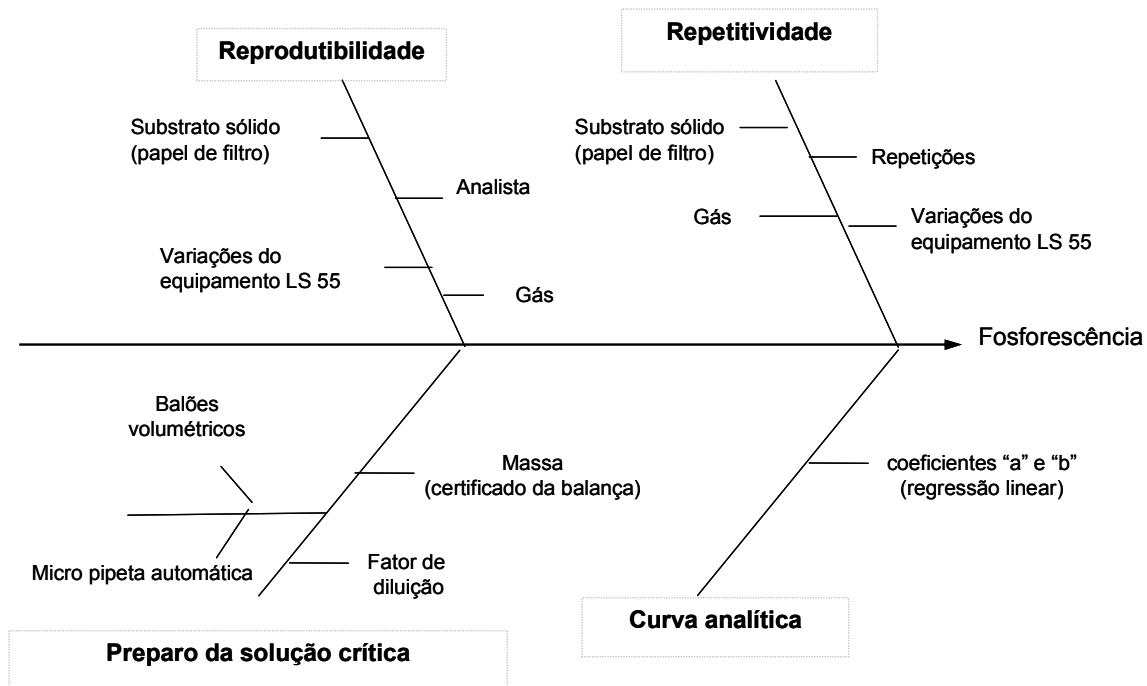 Reprodutibilidade
Repetitividade
Substrato sólido
(papel de filtro)
Analista
Variações do
equipamento LS 55
Gás
Substrato sólido
(papel de filtro)
Repetições
Gás
Variações do
equipamento LS 55
Fosforescência
Balões
volumétricos
Massa
(certificado da balança)
Micro pipeta automática
Fator de
diluição
coeficientes “a” e “b”
(regressão linear)
Preparo da solução crítica
Curva analítica